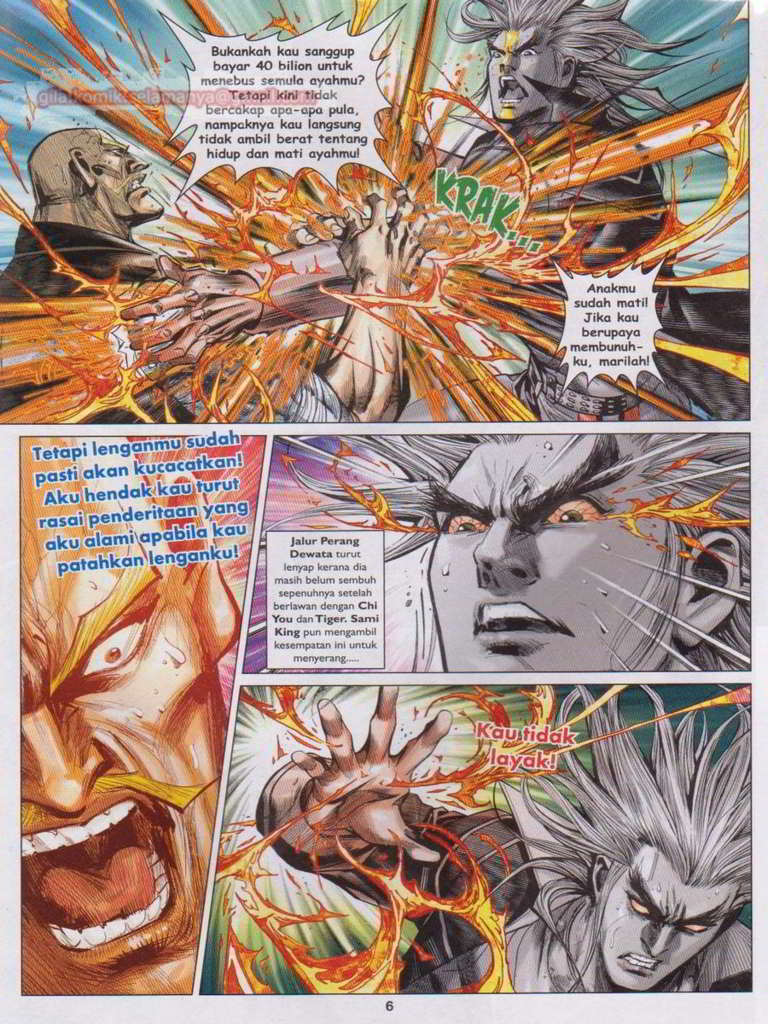 Bukankah kau sanggup
bayar 40 bilion untuk
menebus semula ayahmu?
Tetapi kini tidak
bercakap apa-apa pula,
nampaknya kau langsung
tidak ambil berat tentang
hidup dan mati ayahmu!
KRAK...
Anakmu
sudah mati!
Jika kau
berupaya
membunuh-
ku, marilah!
Tetapi lenganmu sudah
pasti akan kucacatkan!
Aku hendak kau turut
rasai penderitaan yang
aku alami apabila kau
patahkan lenganku!
Jalur Perang
Dewata turut
lenyap kerana dia
masih belum sembuh
sepenuhnya setelah
berlawan dengan Chi
You dan Tiger. Sami
King pun mengambil
kesempatan ini untuk
menyerang.....
Kau tidak
layak!
6